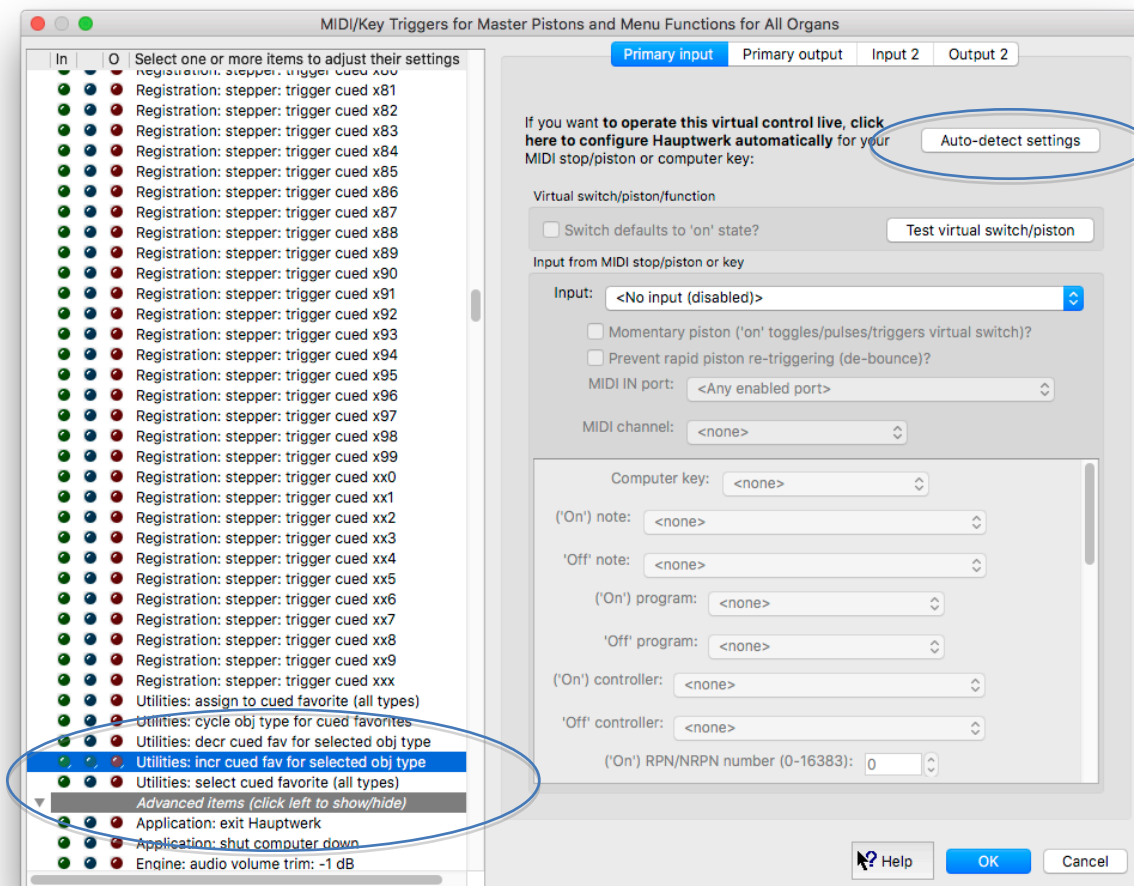 MIDI/Key Triggers for Master Pistons and Menu Functions for All Organs
In O Select one or more items to adjust their settings
Registration: stepper: trigger cued x80
Registration: stepper: trigger cued x81
Registration: stepper: trigger cued x82
Registration: stepper: trigger cued x83
Registration: stepper: trigger cued x84
Registration: stepper: trigger cued x85
Registration: stepper: trigger cued x86
Registration: stepper: trigger cued x87
Registration: stepper: trigger cued x88
Registration: stepper: trigger cued x89
Registration: stepper: trigger cued x90
Registration: stepper: trigger cued x91
Registration: stepper: trigger cued x92
Registration: stepper: trigger cued x93
Registration: stepper: trigger cued x94
Registration: stepper: trigger cued x95
Registration: stepper: trigger cued x96
Registration: stepper: trigger cued x97
Registration: stepper: trigger cued x98
Registration: stepper: trigger cued x99
Registration: stepper: trigger cued xx0
Registration: stepper: trigger cued xx1
Registration: stepper: trigger cued xx2
Registration: stepper: trigger cued xx3
Registration: stepper: trigger cued xx4
Registration: stepper: trigger cued xx5
Registration: stepper: trigger cued xx6
Registration: stepper: trigger cued xx7
Registration: stepper: trigger cued xx8
Registration: stepper: trigger cued xx9
Registration: stepper: trigger cued xxx
Utilities: assign to cued favorite (all types)
Utilities: cycle obj type for cued favorites
Utilities: decr cued fav for selected obj type
Utilities: incr cued fav for selected obj type
Utilities: select cued favorite (all types)
Advanced items (click left to show/hide)
Application: exit Hauptwerk
Application: shut computer down
Engine: audio volume trim: -1 dB
Primary input Primary output Input 2 Output 2
If you want to operate this virtual control live, click
here to configure Hauptwerk automatically for your
MIDI stop/piston or computer key:
Auto-detect settings
Virtual switch/piston/function
Switch defaults to 'on' state?
Test virtual switch/piston
Input from MIDI stop/piston or key
Input: <No input (disabled)>
Momentary piston ('on' toggles/pulses/triggers virtual switch)?
Prevent rapid piston re-triggering (de-bounce)?
MIDI IN port: <Any enabled port>
MIDI channel: <none>
Computer key: <none>
('On') note: <none>
'Off' note: <none>
('On') program: <none>
'Off' program: <none>
('On') controller: <none>
'Off' controller: <none>
('On') RPN/NRPN number (0-16383): 0
? Help OK Cancel